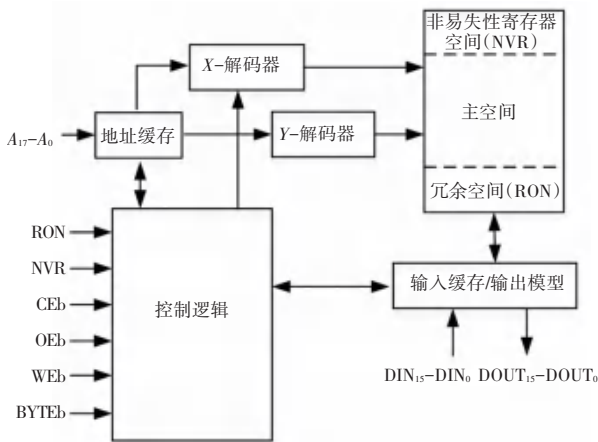 非易失性寄存器
空间(NVR)
X-解码器
主空间
A₁₇-A₀
地址缓存
Y-解码器
冗余空间(RON)
RON
NVR
CEb
OEb
WEb
BYTEb
控制逻辑
输入缓存/输出模型
DIN₁₅-DIN₀ DOUT₁₅-DOUT₀